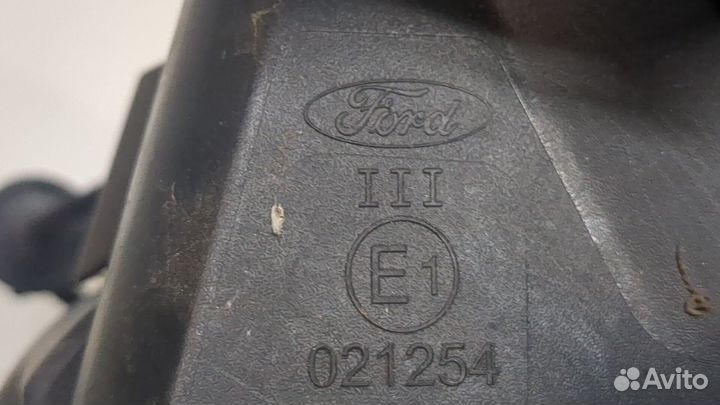 Ford
III
E1
021254
Avito